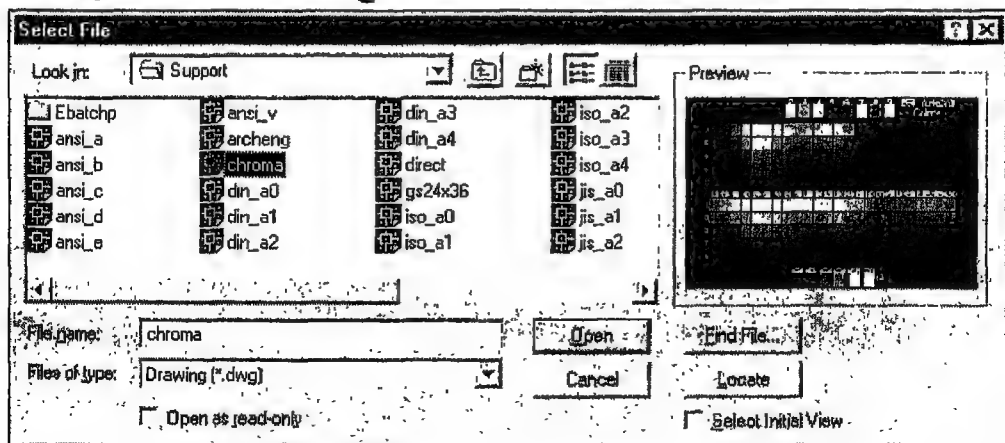 Select File
Look in: Support Preview
Ebatchp ansi_v din_a3 iso_a2
ansi_a archeng din_a4 iso_a3
ansi_b chroma direct iso_a4
ansi_c din_a0 gs24x36 jis_a0
ansi_d din_a1 iso_a0 jis_a1
ansi_e din_a2 iso_a1 jis_a2
File name: chroma Open Find File...
Files of type: Drawing (*.dwg) Cancel Locate
Open as read-only Select Initial View